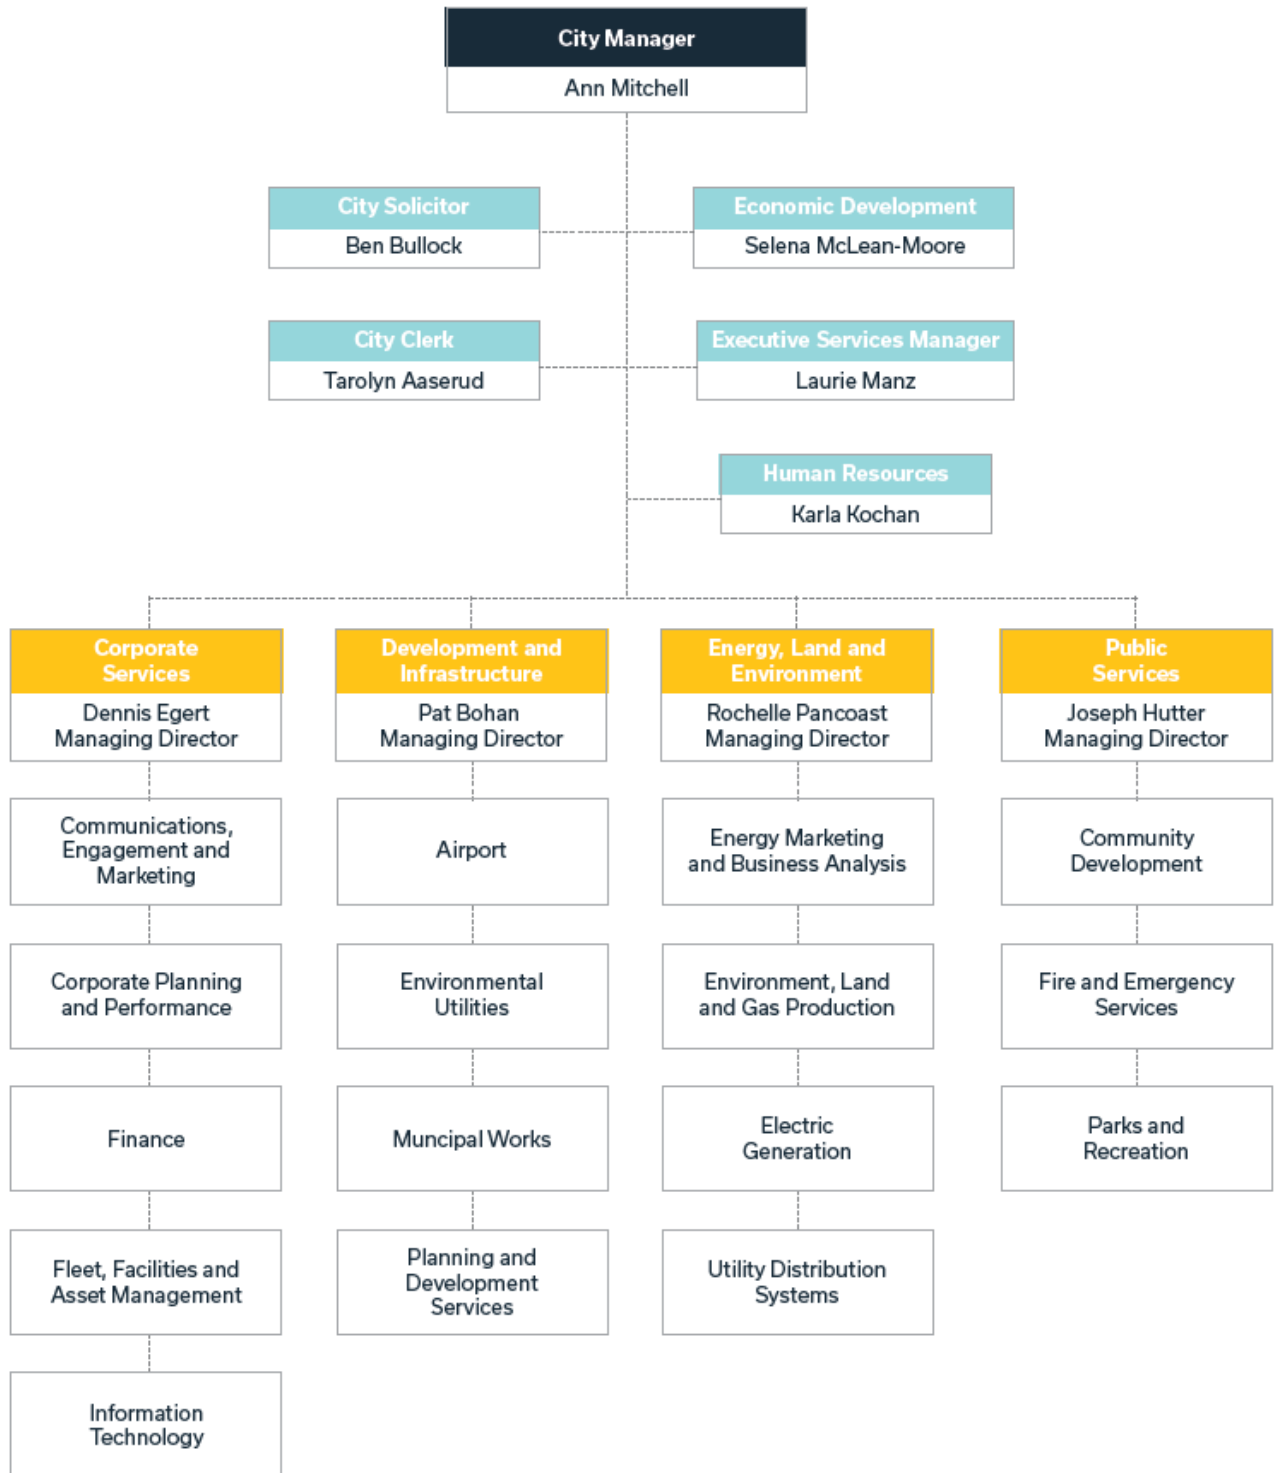 City Manager
Ann Mitchell
City Solicitor
Ben Bullock
Economic Development
Selena McLean-Moore
City Clerk
Tarolyn Aaserud
Executive Services Manager
Laurie Manz
Human Resources
Karla Kochan
Corporate
Services
Dennis Egert
Managing Director
Communications,
Engagement and
Marketing
Corporate Planning
and Performance
Finance
Fleet, Facilities and
Asset Management
Information
Technology
Development and
Infrastructure
Pat Bohan
Managing Director
Airport
Environmental
Utilities
Muncipal Works
Planning and
Development
Services
Energy, Land and
Environment
Rochelle Pancoast
Managing Director
Energy Marketing
and Business Analysis
Environment, Land
and Gas Production
Electric
Generation
Utility Distribution
Systems
Public
Services
Joseph Hutter
Managing Director
Community
Development
Fire and Emergency
Services
Parks and
Recreation